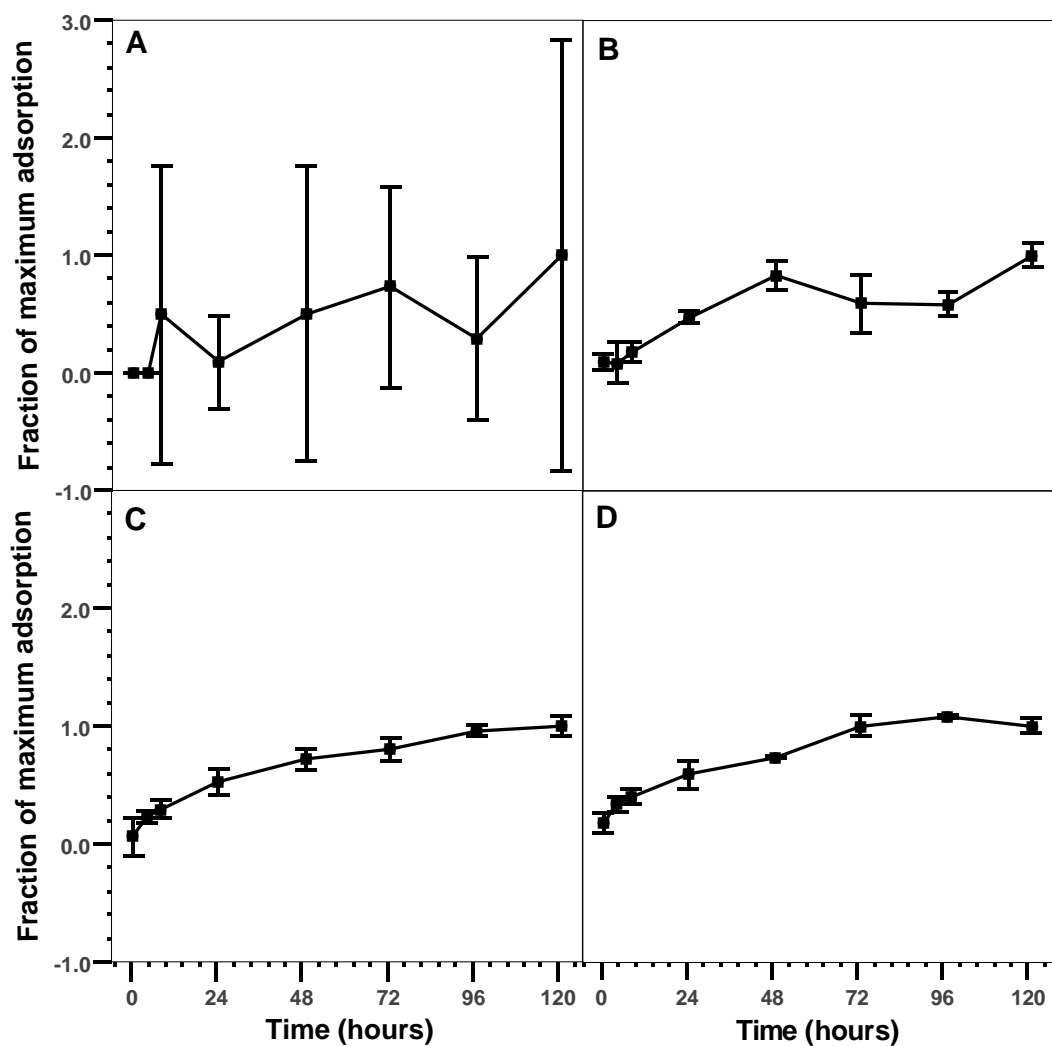 A
B
Fraction of maximum adsorption
3.0
2.0
1.0
0.0
-1.0
C
D
Fraction of maximum adsorption
2.0
1.0
0.0
-1.0
0 24 48 72 96 120
0 24 48 72 96 120
Time (hours)
Time (hours)